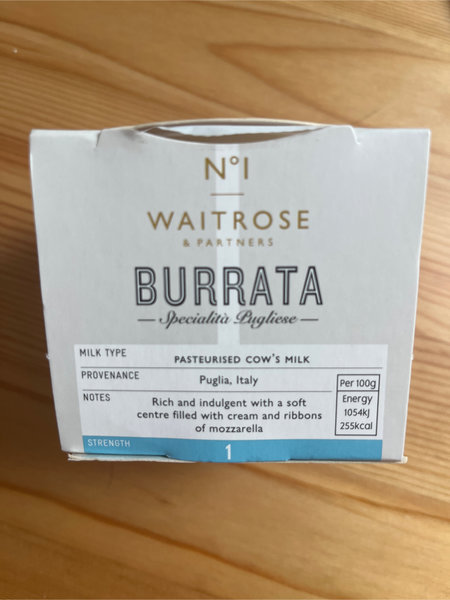 N°1
WAITROSE
& PARTNERS
BURRATA
— Specialità Pugliese —
MILK TYPE PASTEURISED COW'S MILK
PROVENANCE Puglia, Italy
NOTES Rich and indulgent with a soft
centre filled with cream and ribbons
of mozzarella
Per 100g
Energy
1054kJ
255kcal
STRENGTH 1